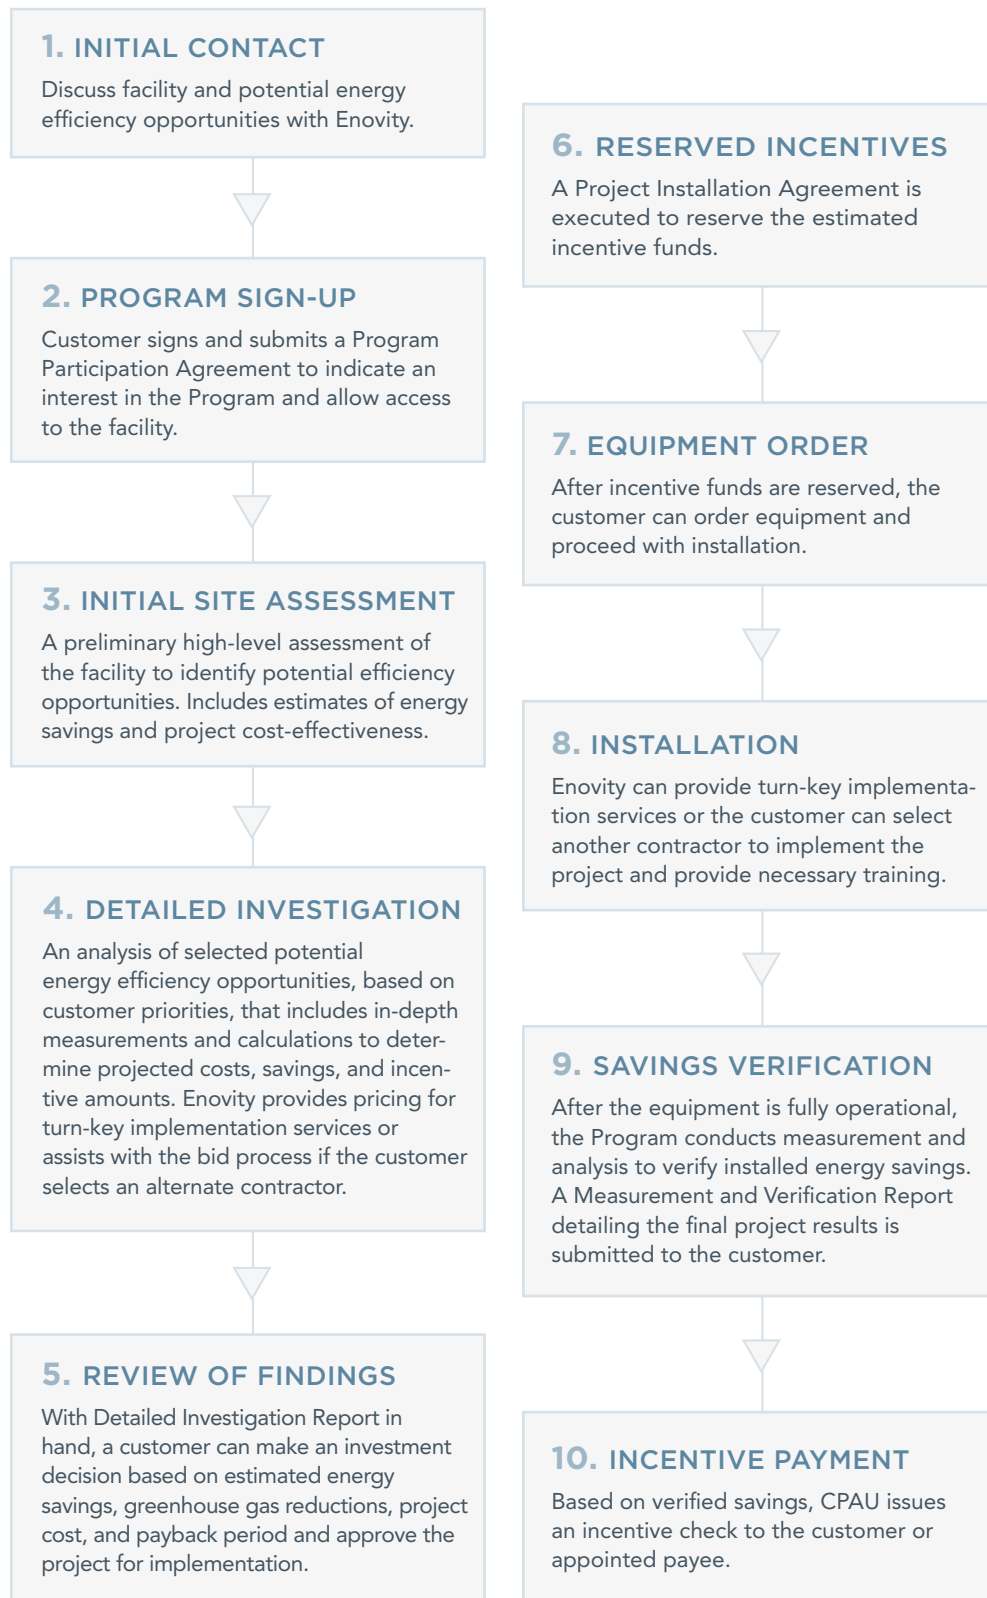 1. INITIAL CONTACT
Discuss facility and potential energy
efficiency opportunities with Enovity.
2. PROGRAM SIGN-UP
Customer signs and submits a Program
Participation Agreement to indicate an
interest in the Program and allow access
to the facility.
3. INITIAL SITE ASSESSMENT
A preliminary high-level assessment of
the facility to identify potential efficiency
opportunities. Includes estimates of energy
savings and project cost-effectiveness.
4. DETAILED INVESTIGATION
An analysis of selected potential
energy efficiency opportunities, based on
customer priorities, that includes in-depth
measurements and calculations to deter-
mine projected costs, savings, and incen-
tive amounts. Enovity provides pricing for
turn-key implementation services or
assists with the bid process if the customer
selects an alternate contractor.
5. REVIEW OF FINDINGS
With Detailed Investigation Report in
hand, a customer can make an investment
decision based on estimated energy
savings, greenhouse gas reductions, project
cost, and payback period and approve the
project for implementation.
6. RESERVED INCENTIVES
A Project Installation Agreement is
executed to reserve the estimated
incentive funds.
7. EQUIPMENT ORDER
After incentive funds are reserved, the
customer can order equipment and
proceed with installation.
8. INSTALLATION
Enovity can provide turn-key implementa-
tion services or the customer can select
another contractor to implement the
project and provide necessary training.
9. SAVINGS VERIFICATION
After the equipment is fully operational,
the Program conducts measurement and
analysis to verify installed energy savings.
A Measurement and Verification Report
detailing the final project results is
submitted to the customer.
10. INCENTIVE PAYMENT
Based on verified savings, CPAU issues
an incentive check to the customer or
appointed payee.